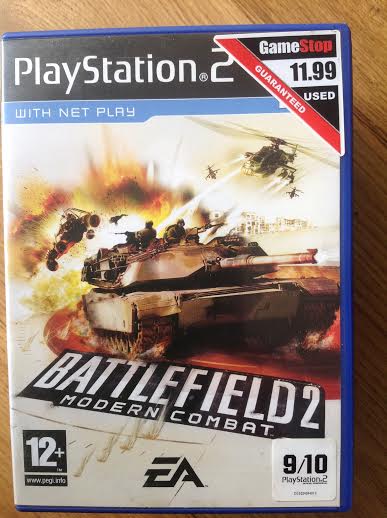 GameStop
PlayStation®2
11.99
GUARANTEED
USED
WITH NET PLAY
BATTLEFIELD 2
MODERN COMBAT
12+
www.pegi.info
EA
9/10
PlayStation®2